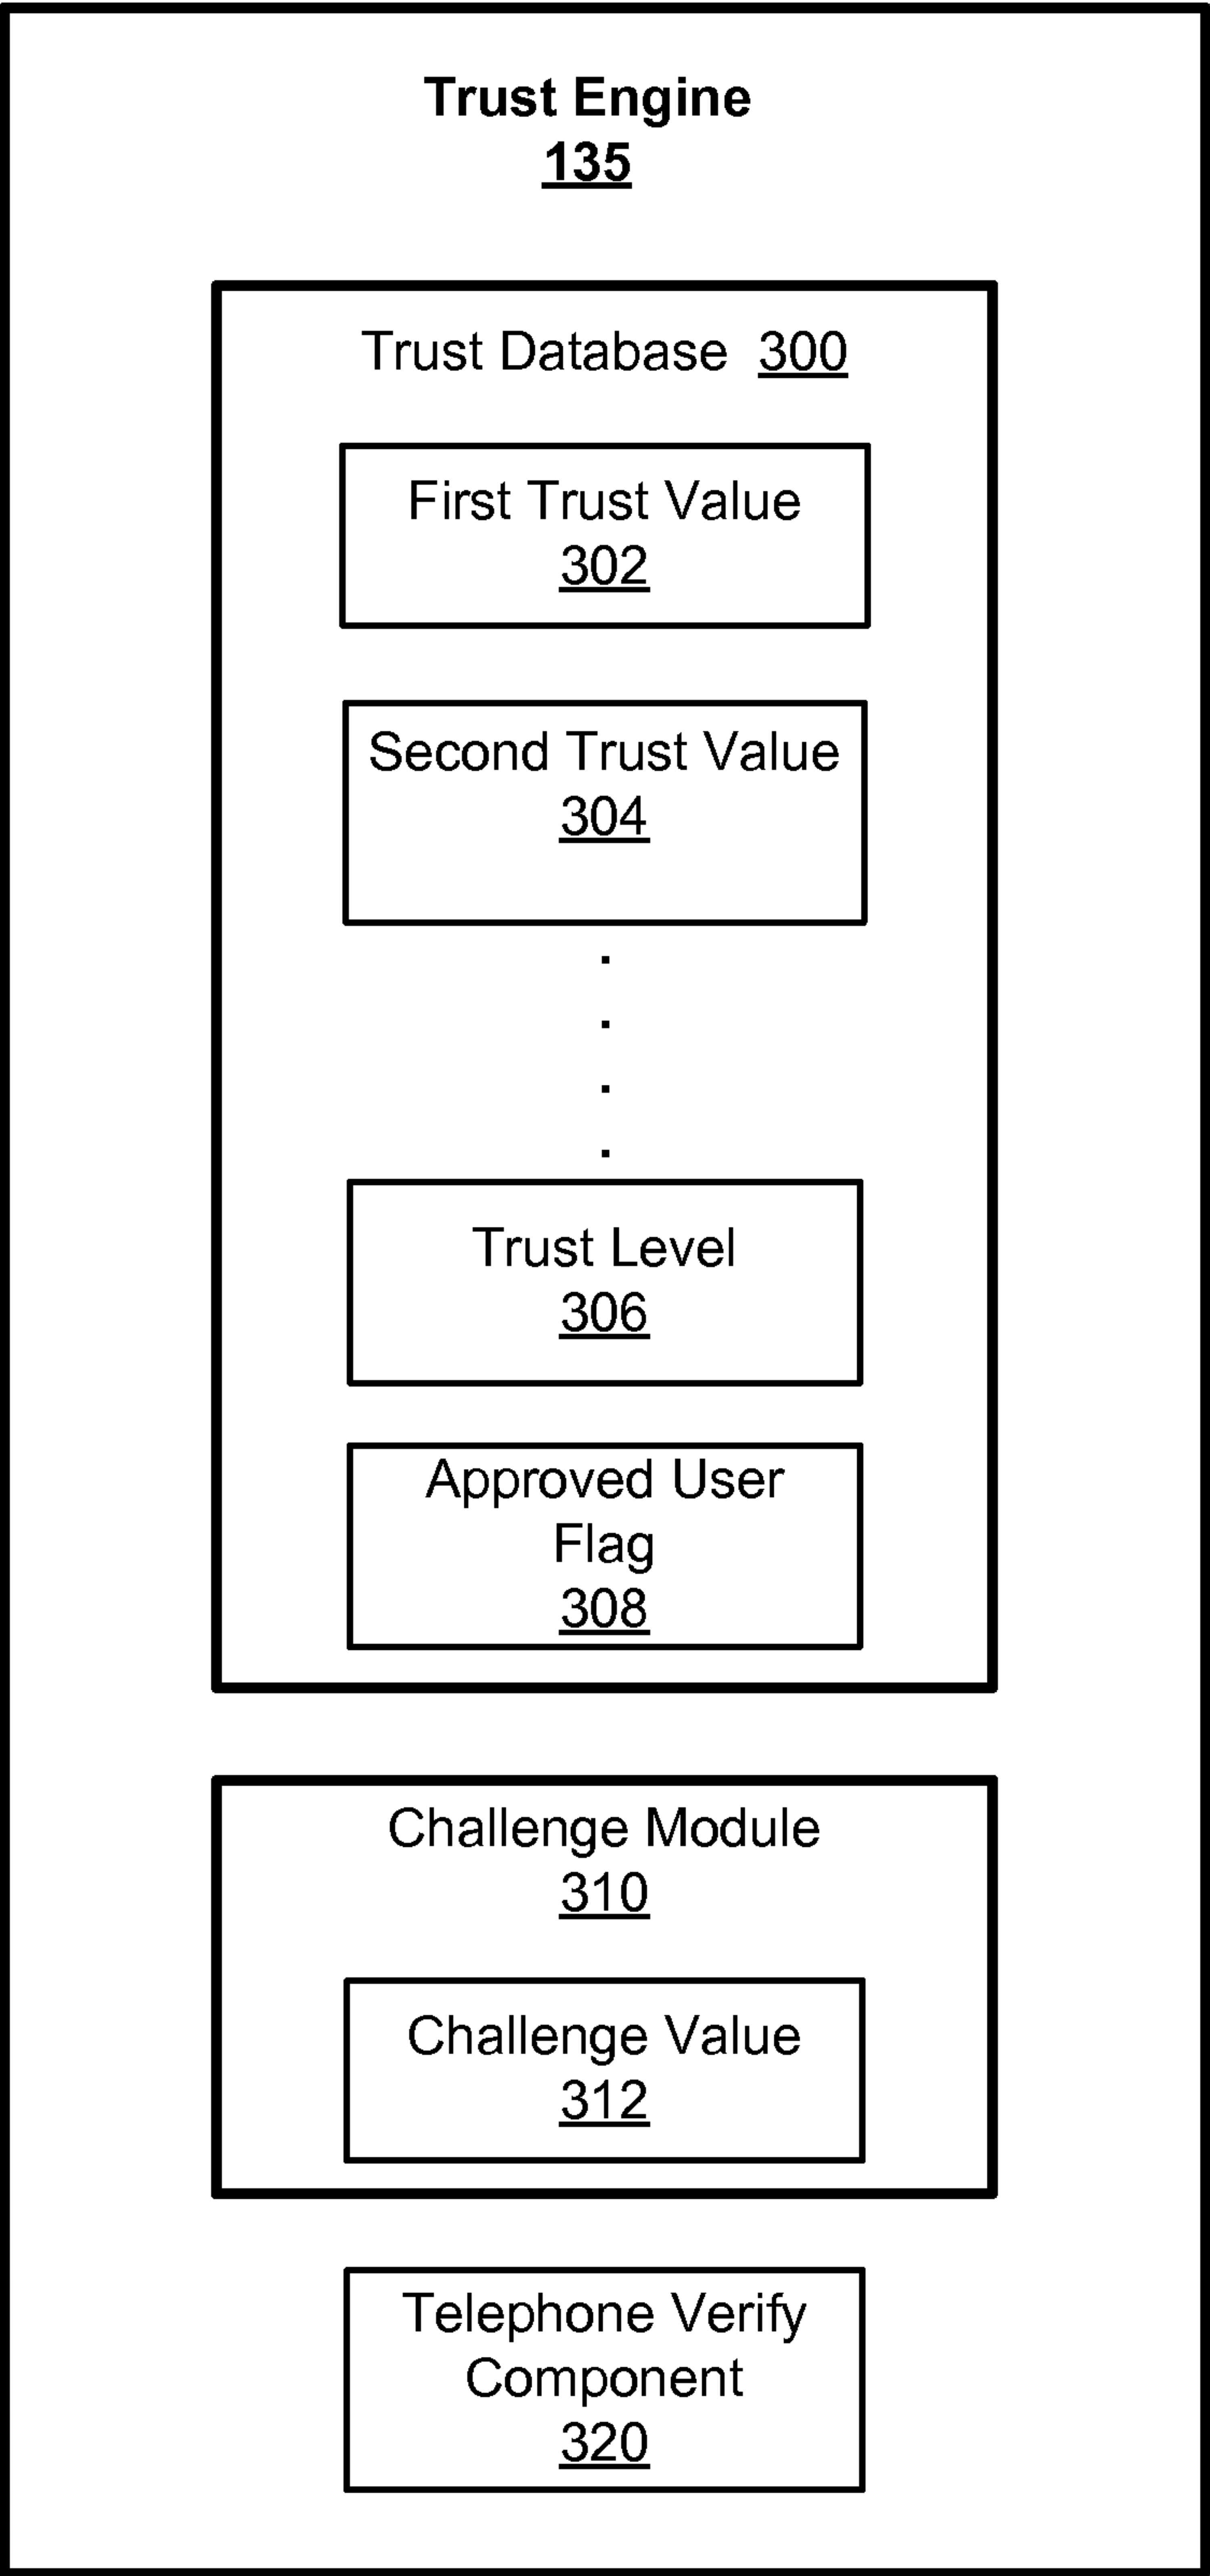 Trust Engine
135
Trust Database 300
First Trust Value
302
Second Trust Value
304
.
.
.
.
Trust Level
306
Approved User
Flag
308
Challenge Module
310
Challenge Value
312
Telephone Verify
Component
320